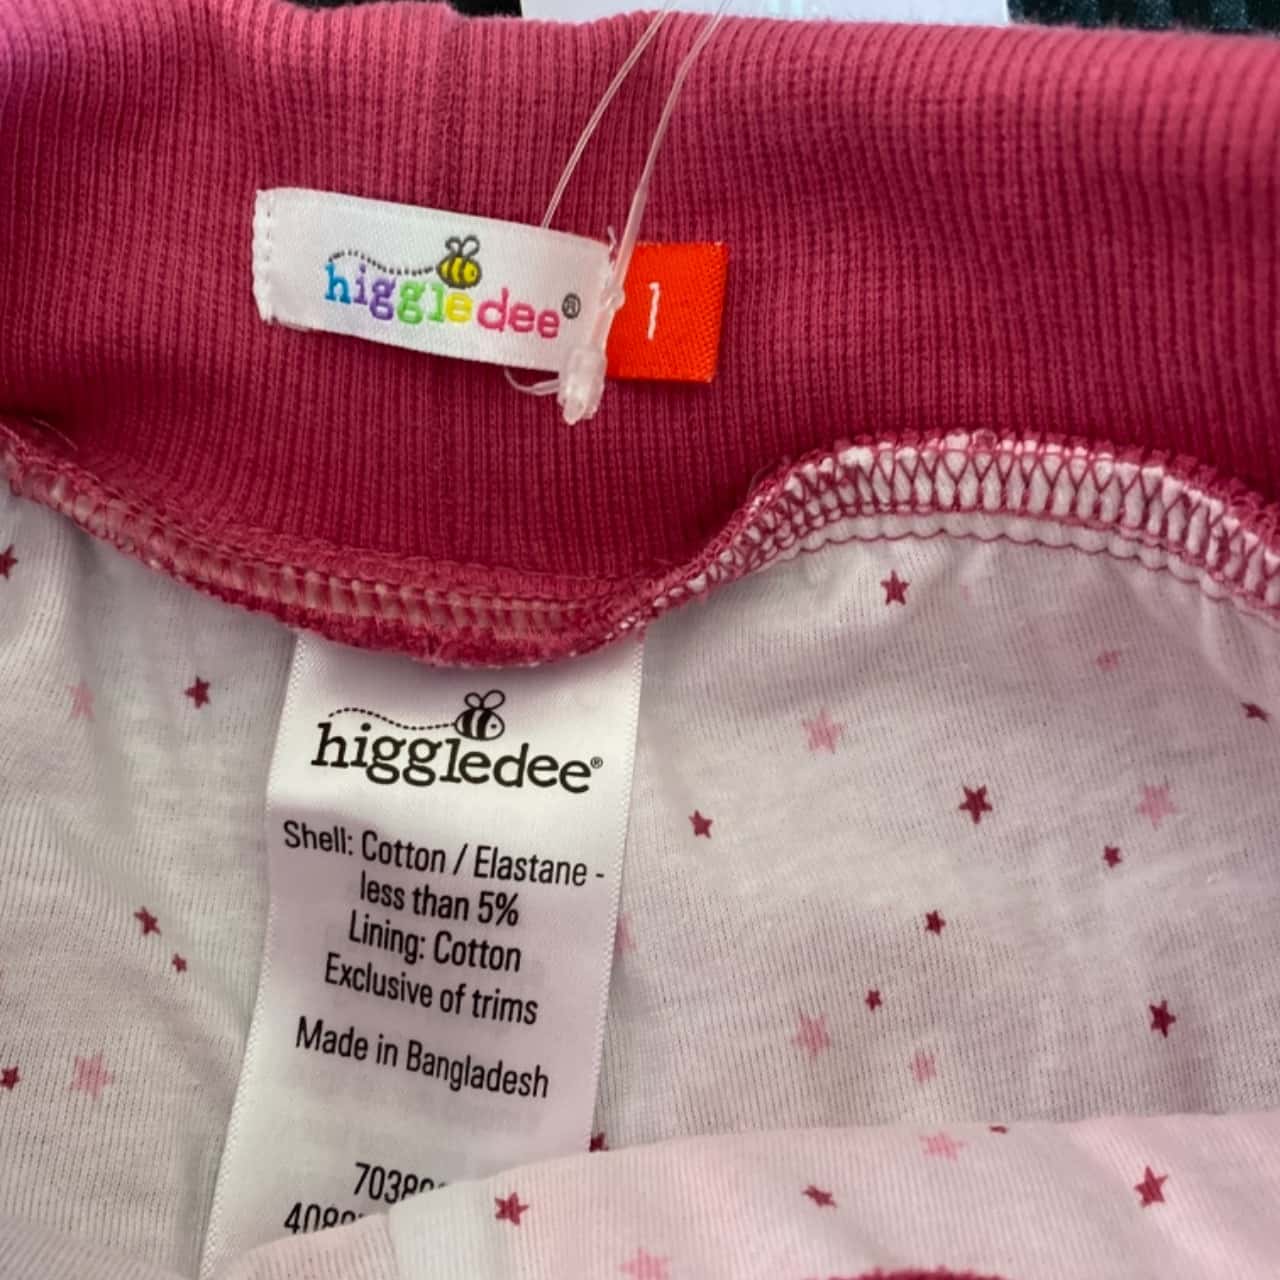 higgledee®
1
higgledee®
Shell: Cotton / Elastane -
less than 5%
Lining: Cotton
Exclusive of trims
Made in Bangladesh